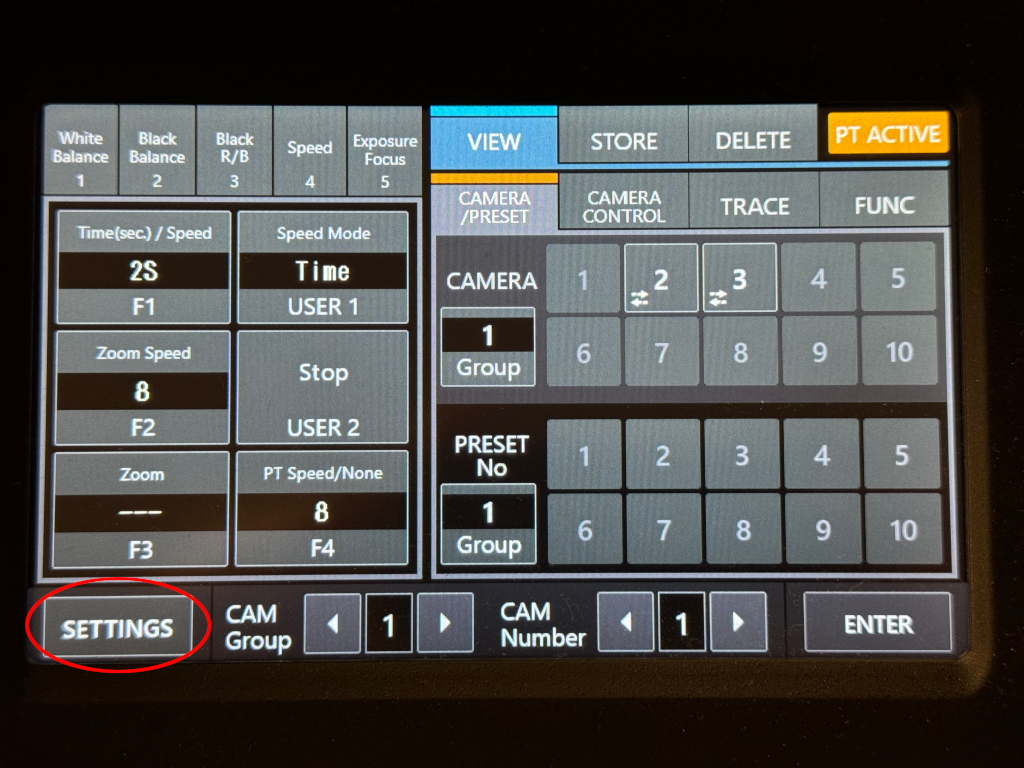 White
Balance
1
Black
Balance
2
Black
R/B
3
Speed
4
Exposure
Focus
5
VIEW
STORE
DELETE
PT ACTIVE
CAMERA
/PRESET
CAMERA
CONTROL
TRACE
FUNC
Time(sec.) / Speed
2S
F1
Speed Mode
Time
USER 1
Zoom Speed
8
F2
Stop
USER 2
Zoom
---
F3
PT Speed/None
8
F4
CAMERA
1
Group
1 2 3 4 5
6 7 8 9 10
PRESET
No
1
Group
1 2 3 4 5
6 7 8 9 10
SETTINGS
CAM
Group
1
CAM
Number
1
ENTER